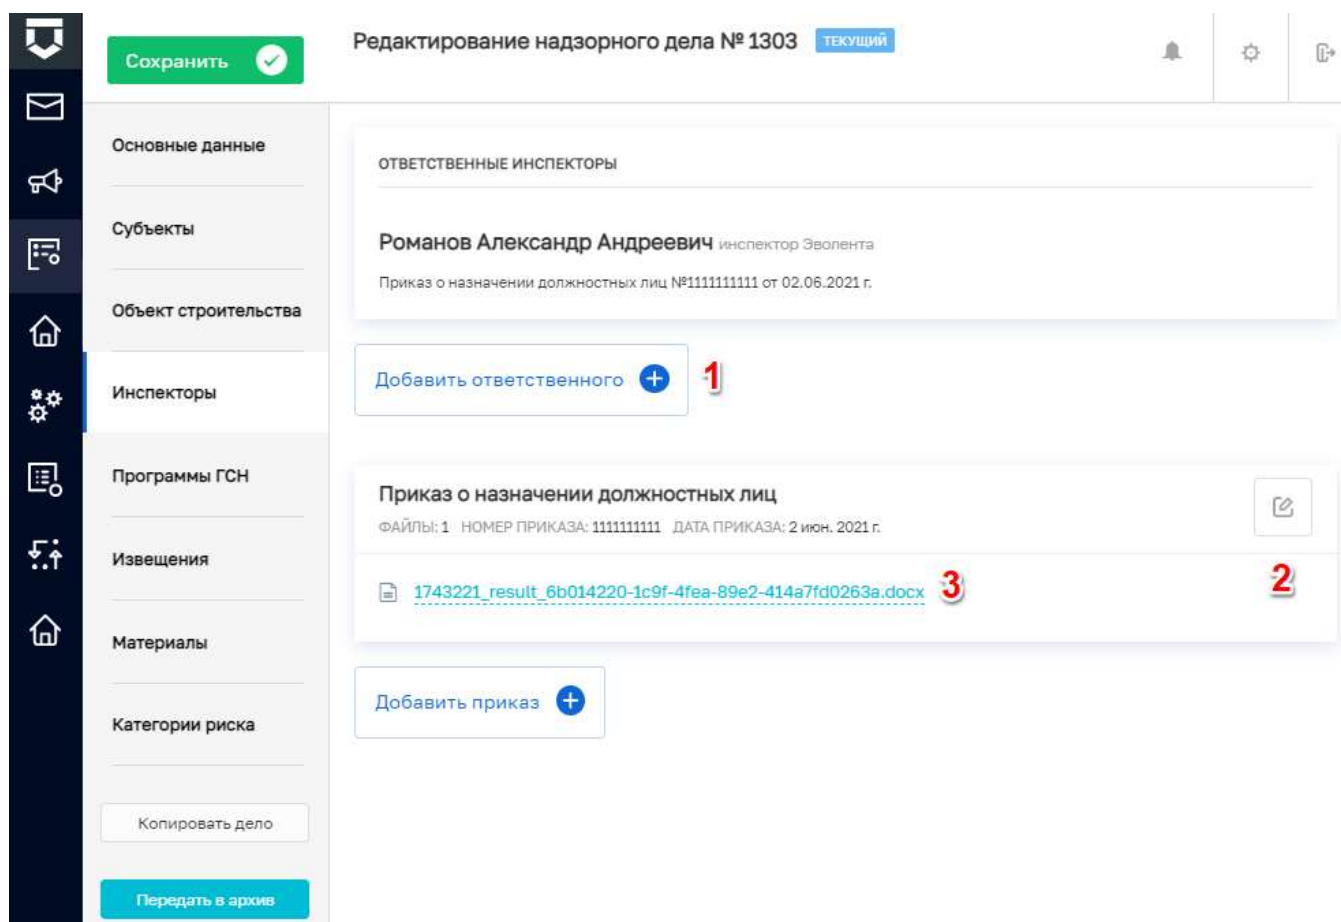 Сохранить
Редактирование надзорного дела № 1303 ТЕКУЩИЙ
Основные данные
Субъекты
Объект строительства
Инспекторы
Программы ГСН
Извещения
Материалы
Категории риска
Копировать дело
Передать в архив
ОТВЕТСТВЕННЫЕ ИНСПЕКТОРЫ
Романов Александр Андреевич инспектор Эволента
Приказ о назначении должностных лиц №1111111111 от 02.06.2021 г.
Добавить ответственного 1
Приказ о назначении должностных лиц
ФАЙЛЫ: 1 НОМЕР ПРИКАЗА: 1111111111 ДАТА ПРИКАЗА: 2 июн. 2021 г.
2
1743221_result_6b014220-1c9f-4fea-89e2-414a7fd0263a.docx 3
Добавить приказ